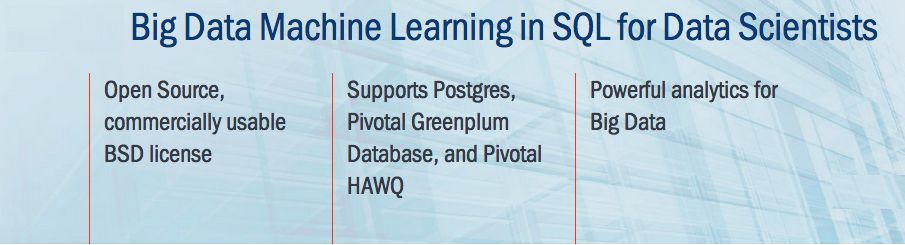 Big Data Machine Learning in SQL for Data Scientists
Open Source,
commercially usable
BSD license
Supports Postgres,
Pivotal Greenplum
Database, and Pivotal
HAWQ
Powerful analytics for
Big Data